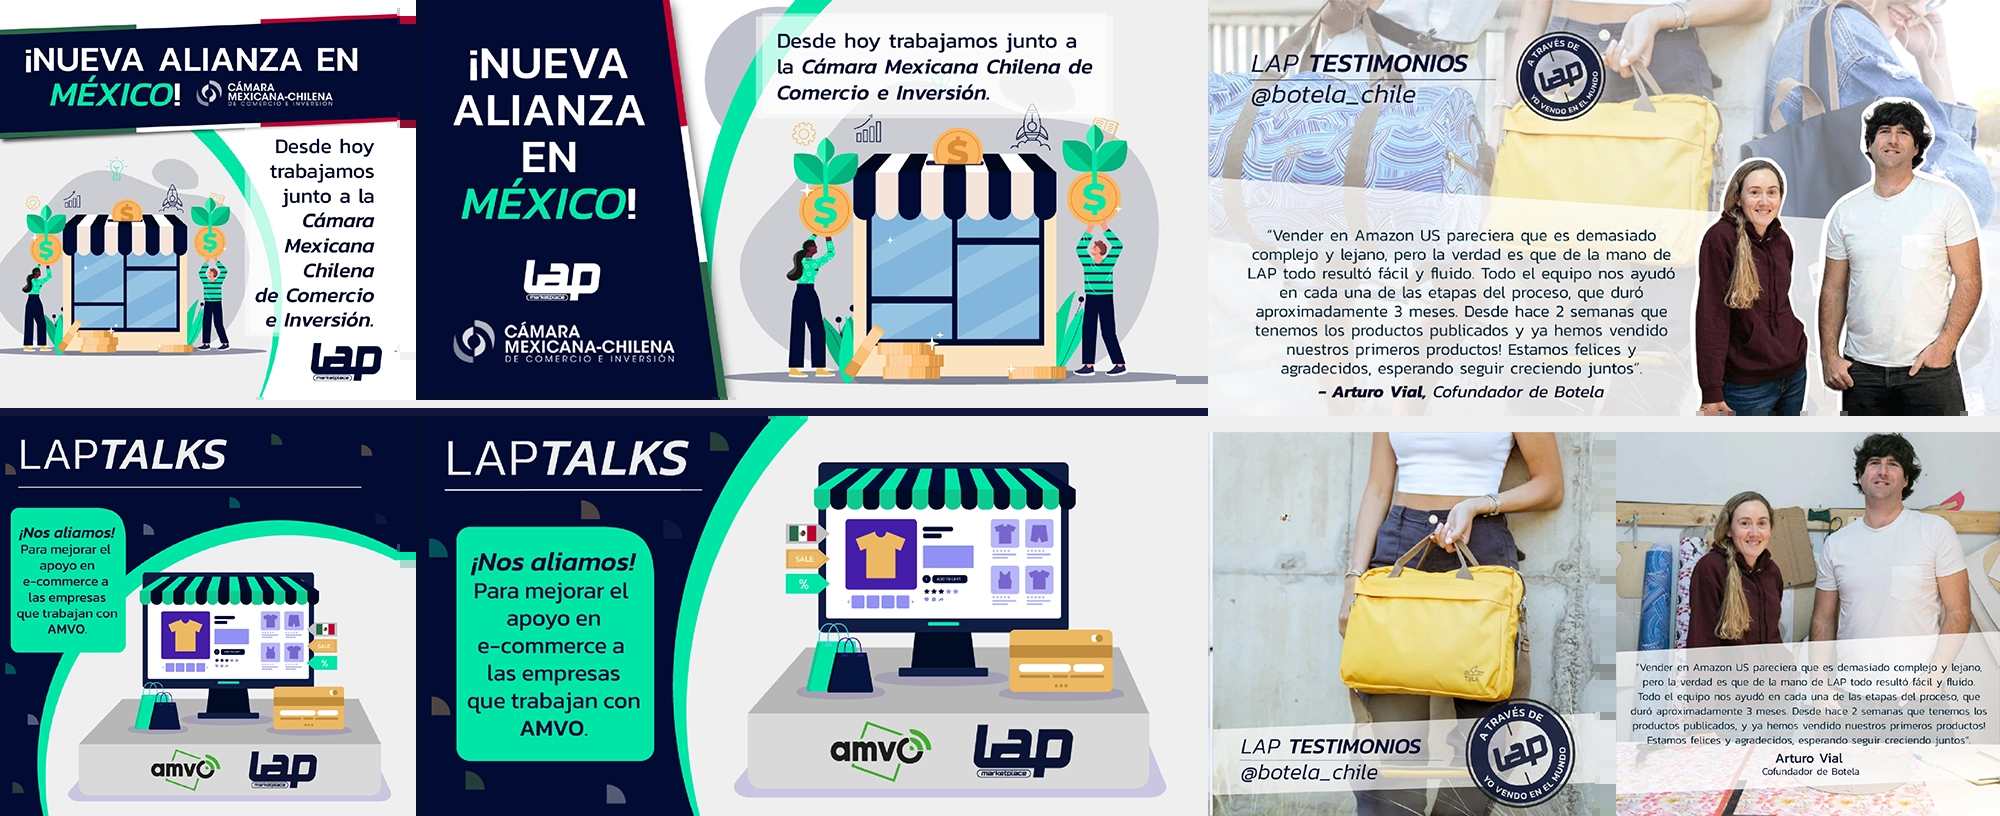 ¡NUEVA ALIANZA EN
MÉXICO!
CÁMARA
MEXICANA-CHILENA
DE COMERCIO E INVERSIÓN
Desde hoy
trabajamos
junto a la
Cámara
Mexicana
Chilena
de Comercio
e Inversión.
Lap
marketplace
¡NUEVA
ALIANZA
EN
MÉXICO!
Lap
marketplace
CÁMARA
MEXICANA-CHILENA
DE COMERCIO E INVERSIÓN
Desde hoy trabajamos junto a
la Cámara Mexicana Chilena de
Comercio e Inversión.
LAP TESTIMONIOS
@botela_chile
A TRAVÉS DE
Lap
YO VENDO EN EL MUNDO
“Vender en Amazon US pareciera que es demasiado
complejo y lejano, pero la verdad es que de la mano de
LAP todo resultó fácil y fluido. Todo el equipo nos ayudó
en cada una de las etapas del proceso, que duró
aproximadamente 3 meses. Desde hace 2 semanas que
tenemos los productos publicados y ya hemos vendido
nuestros primeros productos! Estamos felices y
agradecidos, esperando seguir creciendo juntos”.
- Arturo Vial, Cofundador de Botela
LAPTALKS
¡Nos aliamos!
Para mejorar el
apoyo en
e-commerce a
las empresas
que trabajan con
AMVO.
SALE
%
amvo
Lap
marketplace
LAPTALKS
¡Nos aliamos!
Para mejorar el
apoyo en
e-commerce a
las empresas
que trabajan con
AMVO.
SALE
%
ADD TO CART
amvo
Lap
marketplace
LAP TESTIMONIOS
@botela_chile
A TRAVÉS DE
Lap
YO VENDO EN EL MUNDO
“Vender en Amazon US pareciera que es demasiado complejo y lejano,
pero la verdad es que de la mano de LAP todo resultó fácil y fluido.
Todo el equipo nos ayudó en cada una de las etapas del proceso, que
duró aproximadamente 3 meses. Desde hace 2 semanas que tenemos los
productos publicados, y ya hemos vendido nuestros primeros productos!
Estamos felices y agradecidos, esperando seguir creciendo juntos”.
Arturo Vial
Cofundador de Botela